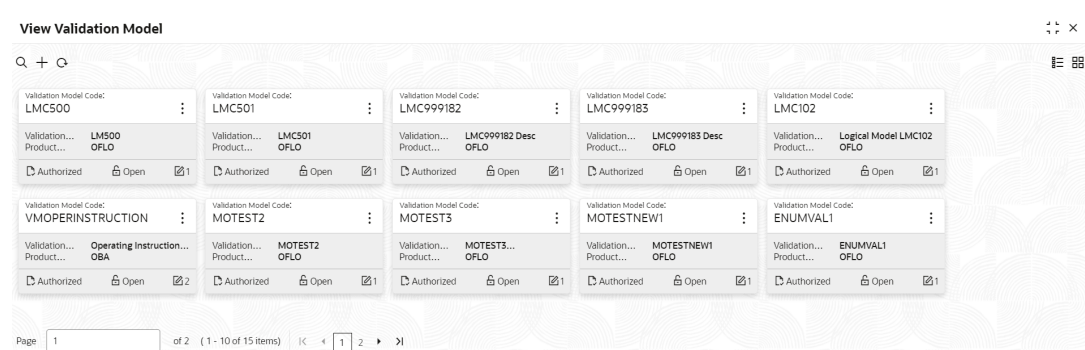 View Validation Model
Validation Model Code:
LMC500
Validation... LM500
Product... OFLO
Authorized Open 1
Validation Model Code:
LMC501
Validation... LMC501
Product... OFLO
Authorized Open 1
Validation Model Code:
LMC999182
Validation... LMC999182 Desc
Product... OFLO
Authorized Open 1
Validation Model Code:
LMC999183
Validation... LMC999183 Desc
Product... OFLO
Authorized Open 1
Validation Model Code:
LMC102
Validation... Logical Model LMC102
Product... OFLO
Authorized Open 1
Validation Model Code:
VMOPERINSTRUCTION
Validation... Operating Instruction...
Product... OBA
Authorized Open 2
Validation Model Code:
MOTEST2
Validation... MOTEST2
Product... OFLO
Authorized Open 1
Validation Model Code:
MOTEST3
Validation... MOTEST3...
Product... OFLO
Authorized Open 1
Validation Model Code:
MOTESTNEW1
Validation... MOTESTNEW1
Product... OFLO
Authorized Open 1
Validation Model Code:
ENUMVAL1
Validation... ENUMVAL1
Product... OFLO
Authorized Open 1
Page 1 of 2 (1 - 10 of 15 items) 1 2